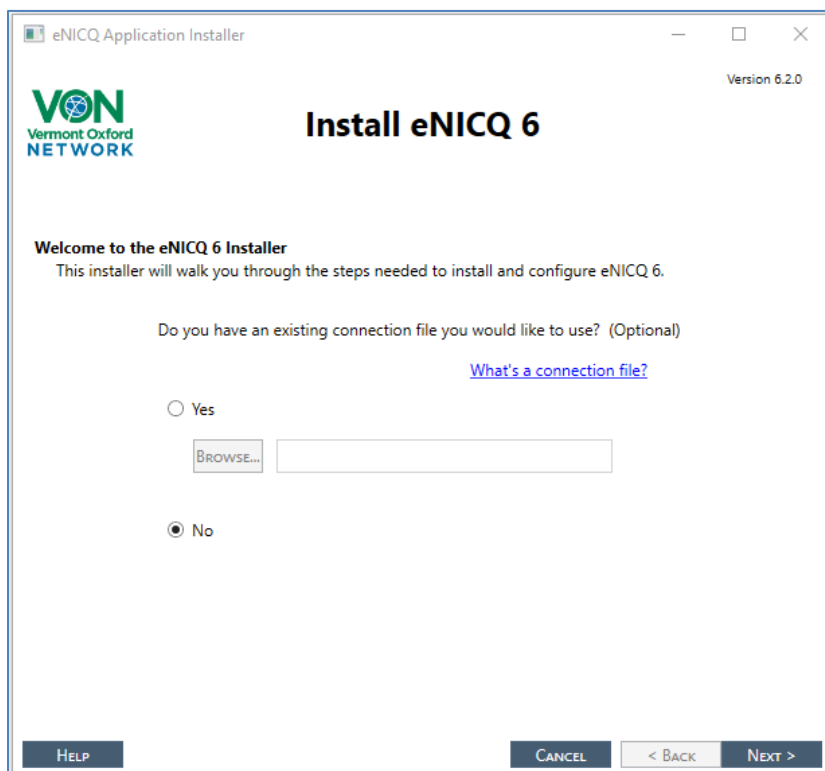 eNICQ Application Installer
Version 6.2.0
VON
Vermont Oxford
NETWORK
Install eNICQ 6
Welcome to the eNICQ 6 Installer
This installer will walk you through the steps needed to install and configure eNICQ 6.
Do you have an existing connection file you would like to use?  (Optional)
What's a connection file?
Yes
BROWSE...
No
HELP
CANCEL
< BACK
NEXT >